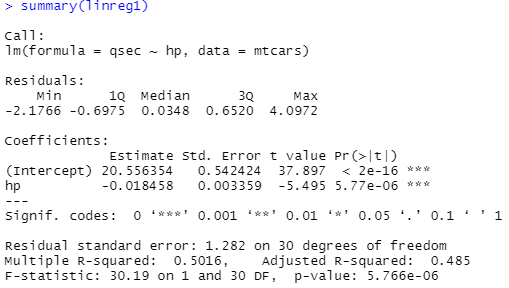 > summary(linreg1)
Call:
lm(formula = qsec ~ hp, data = mtcars)
Residuals:
Min 1Q Median 3Q Max
-2.1766 -0.6975 0.0348 0.6520 4.0972
Coefficients:
Estimate Std. Error t value Pr(>|t|)
(Intercept) 20.556354 0.542424 37.897 < 2e-16 ***
hp -0.018458 0.003359 -5.495 5.77e-06 ***
---
Signif. codes: 0 ‘***’ 0.001 ‘**’ 0.01 ‘*’ 0.05 ‘.’ 0.1 ‘ ’ 1
Residual standard error: 1.282 on 30 degrees of freedom
Multiple R-squared: 0.5016, Adjusted R-squared: 0.485
F-statistic: 30.19 on 1 and 30 DF, p-value: 5.766e-06